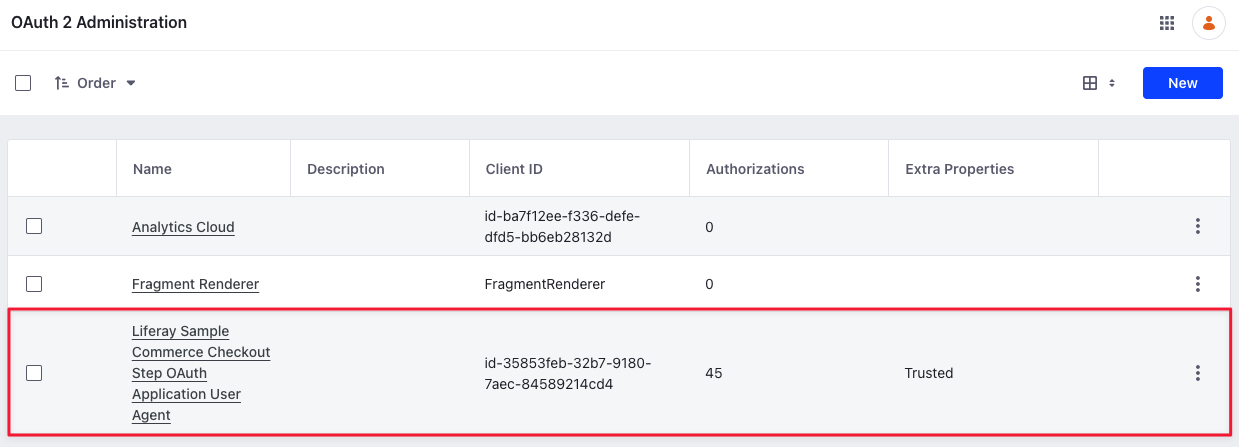 OAuth 2 Administration
Order
New
Name
Description
Client ID
Authorizations
Extra Properties
Analytics Cloud
id-ba7f12ee-f336-defe-
dfd5-bb6eb28132d
0
Fragment Renderer
FragmentRenderer
0
Liferay Sample
Commerce Checkout
Step OAuth
Application User
Agent
id-35853feb-32b7-9180-
7aec-84589214cd4
45
Trusted